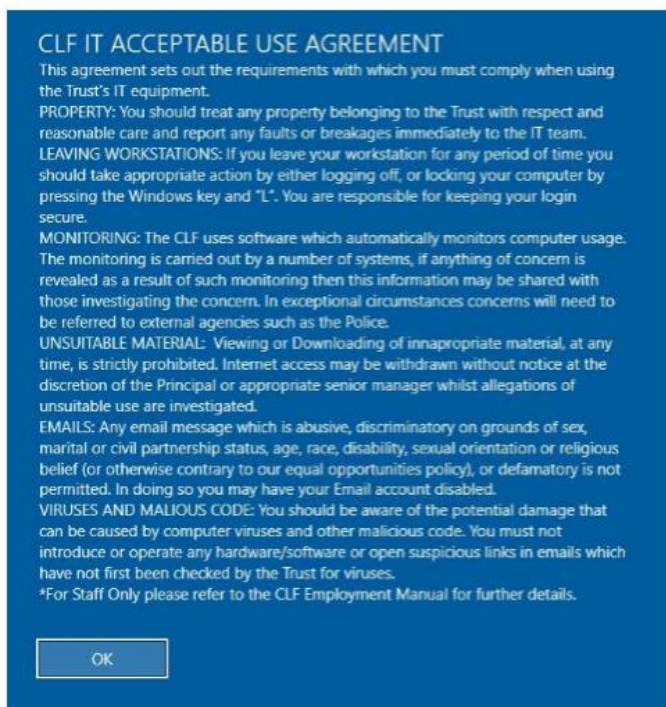 CLF IT ACCEPTABLE USE AGREEMENT
This agreement sets out the requirements with which you must comply when using
the Trust's IT equipment.
PROPERTY: You should treat any property belonging to the Trust with respect and
reasonable care and report any faults or breakages immediately to the IT team.
LEAVING WORKSTATIONS: If you leave your workstation for any period of time you
should take appropriate action by either logging off, or locking your computer by
pressing the Windows key and "L". You are responsible for keeping your login
secure.
MONITORING: The CLF uses software which automatically monitors computer usage.
The monitoring is carried out by a number of systems, if anything of concern is
revealed as a result of such monitoring then this information may be shared with
those investigating the concern. In exceptional circumstances concerns will need to
be referred to external agencies such as the Police.
UNSUITABLE MATERIAL: Viewing or Downloading of innapropriate material, at any
time, is strictly prohibited. Internet access may be withdrawn without notice at the
discretion of the Principal or appropriate senior manager whilst allegations of
unsuitable use are investigated.
EMAILS: Any email message which is abusive, discriminatory on grounds of sex,
marital or civil partnership status, age, race, disability, sexual orientation or religious
belief (or otherwise contrary to our equal opportunities policy), or defamatory is not
permitted. In doing so you may have your Email account disabled.
VIRUSES AND MALIOUS CODE: You should be aware of the potential damage that
can be caused by computer viruses and other malicious code. You must not
introduce or operate any hardware/software or open suspicious links in emails which
have not first been checked by the Trust for viruses.
*For Staff Only please refer to the CLF Employment Manual for further details.
OK